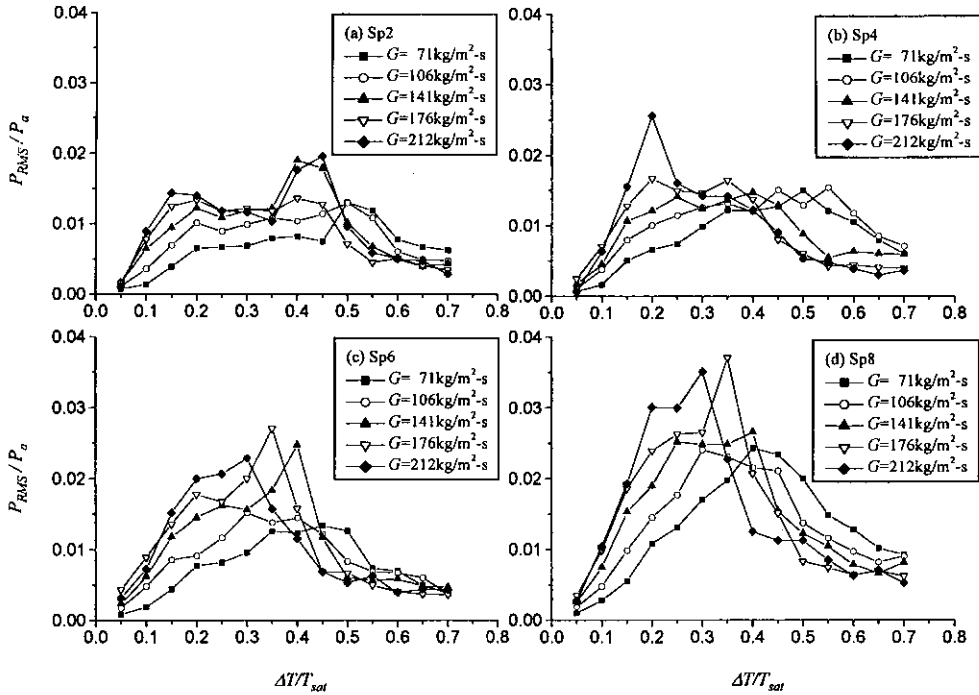 0.04
0.03
0.02
0.01
0.00
P_RMS / P_a
(a) Sp2
G= 71kg/m²-s
G=106kg/m²-s
G=141kg/m²-s
G=176kg/m²-s
G=212kg/m²-s
0.0 0.1 0.2 0.3 0.4 0.5 0.6 0.7
0.04
0.03
0.02
0.01
0.00
(b) Sp4
G= 71kg/m²-s
G=106kg/m²-s
G=141kg/m²-s
G=176kg/m²-s
G=212kg/m²-s
0.0 0.1 0.2 0.3 0.4 0.5 0.6 0.7
0.04
0.03
0.02
0.01
0.00
P_RMS / P_a
(c) Sp6
G= 71kg/m²-s
G=106kg/m²-s
G=141kg/m²-s
G=176kg/m²-s
G=212kg/m²-s
0.0 0.1 0.2 0.3 0.4 0.5 0.6 0.7
ΔT/T_sat
0.04
0.03
0.02
0.01
0.00
(d) Sp8
G= 71kg/m²-s
G=106kg/m²-s
G=141kg/m²-s
G=176kg/m²-s
G=212kg/m²-s
0.0 0.1 0.2 0.3 0.4 0.5 0.6 0.7
ΔT/T_sat